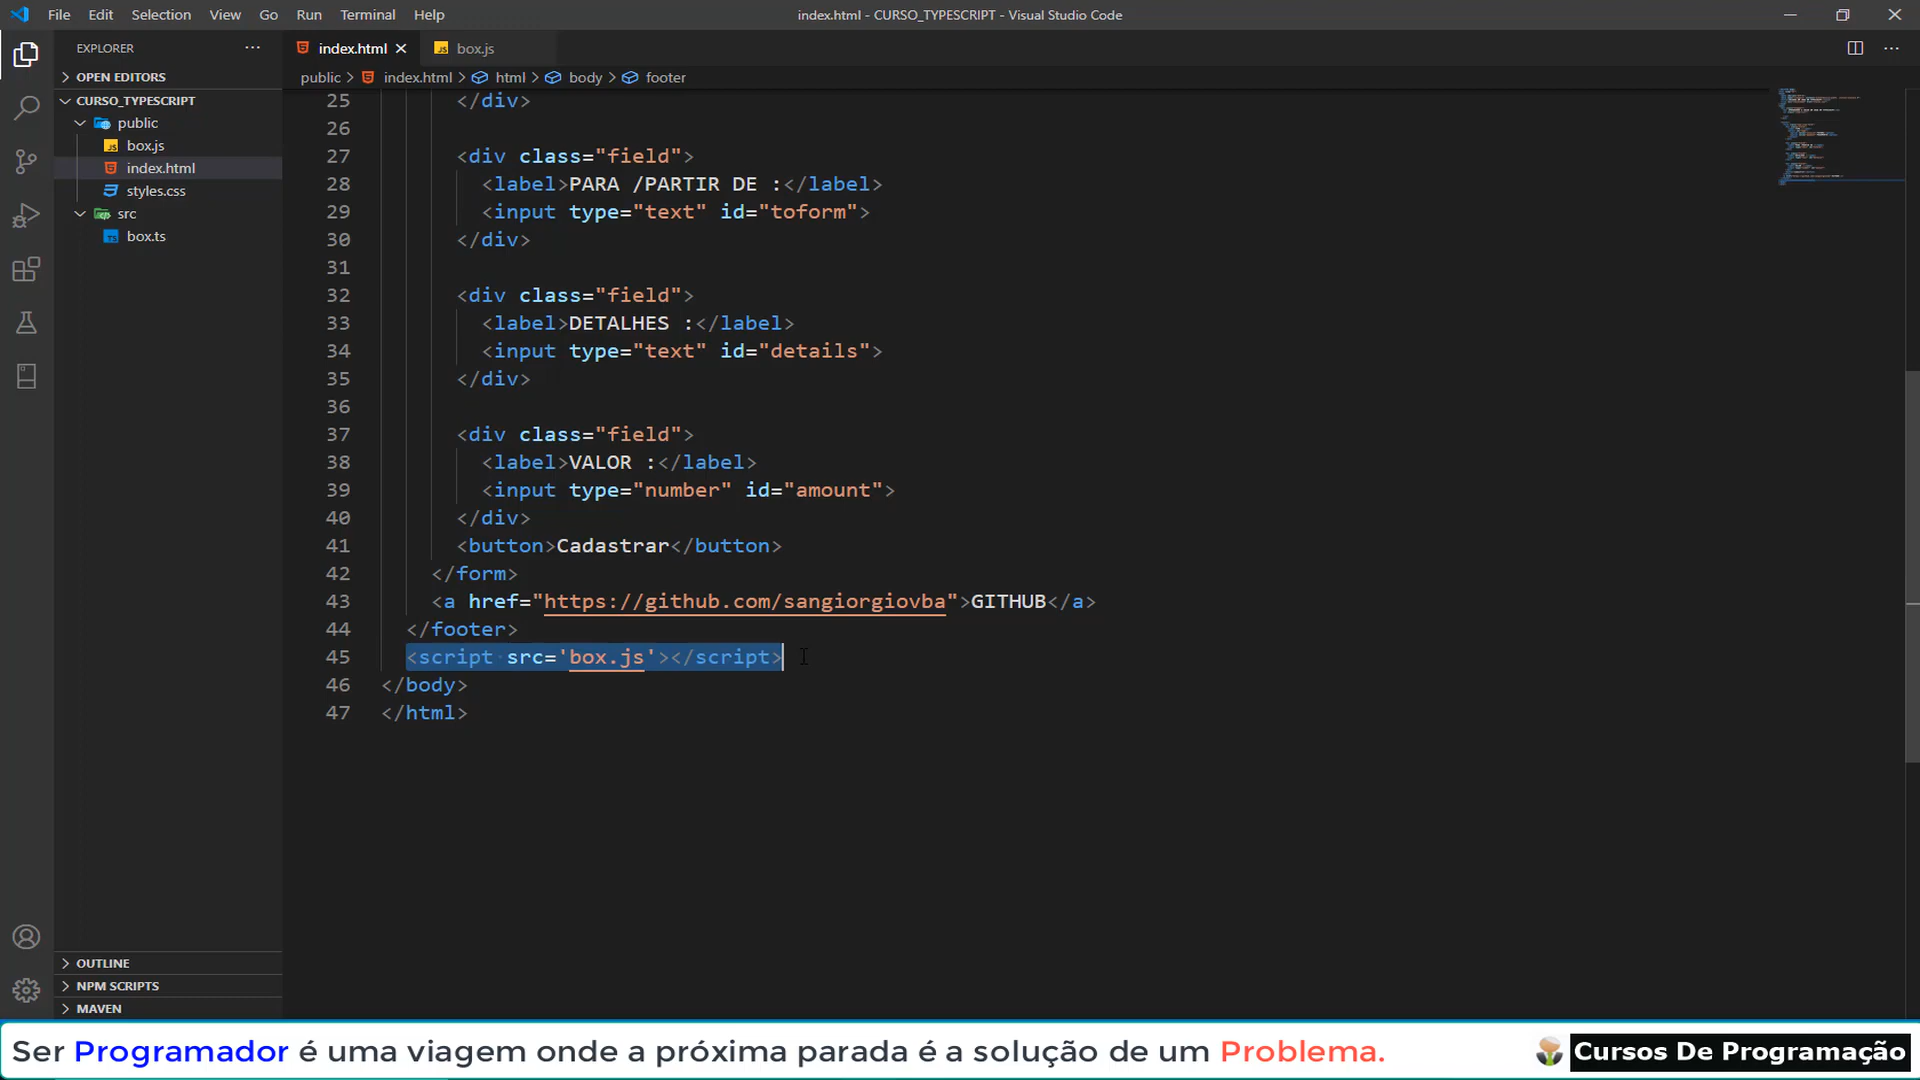 File Edit Selection View Go Run Terminal Help
index.html - CURSO_TYPESCRIPT - Visual Studio Code
EXPLORER
OPEN EDITORS
CURSO_TYPESCRIPT
public
JS box.js
index.html
styles.css
src
TS box.ts
OUTLINE
NPM SCRIPTS
MAVEN
index.html
JS box.js
public > index.html > html > body > footer
25 </div>
26
27 <div class="field">
28 <label>PARA /PARTIR DE :</label>
29 <input type="text" id="toform">
30 </div>
31
32 <div class="field">
33 <label>DETALHES :</label>
34 <input type="text" id="details">
35 </div>
36
37 <div class="field">
38 <label>VALOR :</label>
39 <input type="number" id="amount">
40 </div>
41 <button>Cadastrar</button>
42 </form>
43 <a href="https://github.com/sangiorgiovba">GITHUB</a>
44 </footer>
45 <script src='box.js'></script>
46 </body>
47 </html>
Ser Programador é uma viagem onde a próxima parada é a solução de um Problema.
Cursos De Programação